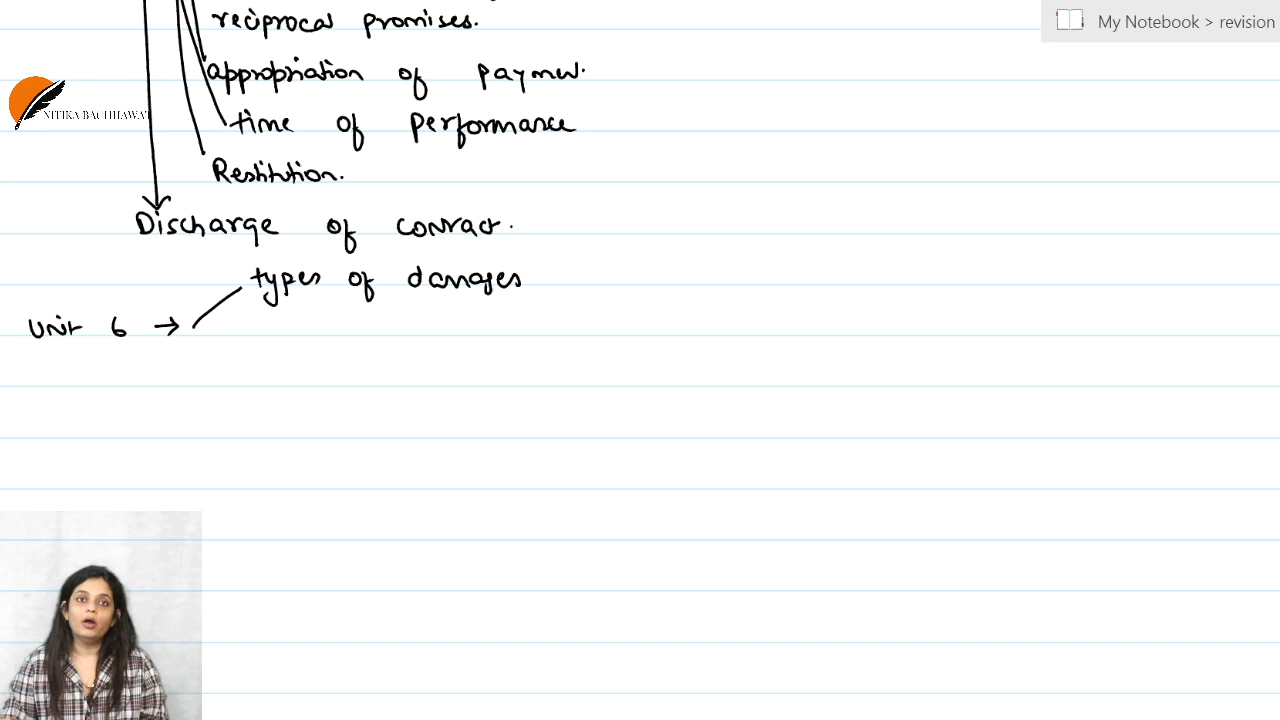 reciprocal promises.
My Notebook > revision
appropriation of payment.
NITIKA BACHHAWAT
time of performance
Restitution.
Discharge of contract.
types of damages
Unit 6 →